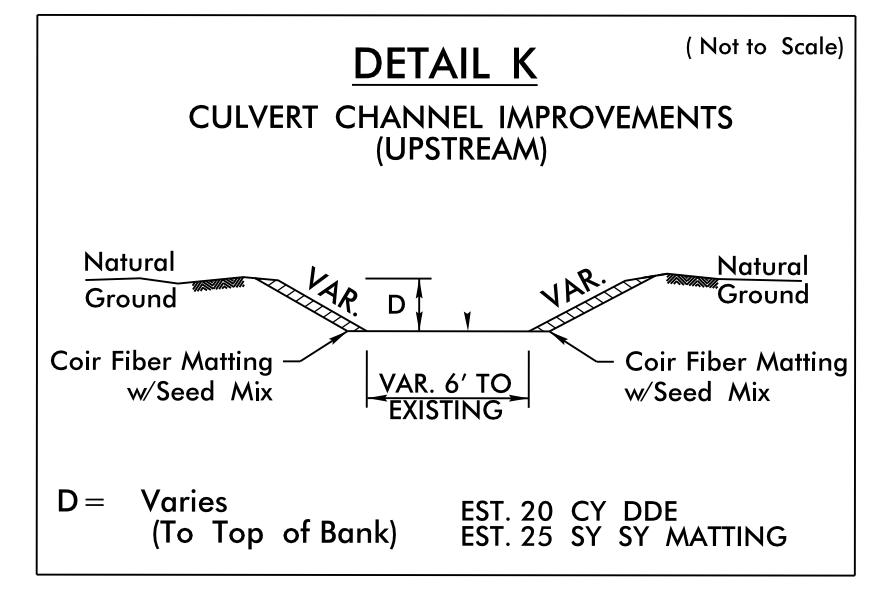 ( Not to Scale)
DETAIL K
CULVERT CHANNEL IMPROVEMENTS
(UPSTREAM)
Natural
Ground
VAR.
D
VAR.
Natural
Ground
Coir Fiber Matting
w/Seed Mix
VAR. 6' TO
EXISTING
Coir Fiber Matting
w/Seed Mix
D = Varies
(To Top of Bank)
EST. 20 CY DDE
EST. 25 SY SY MATTING